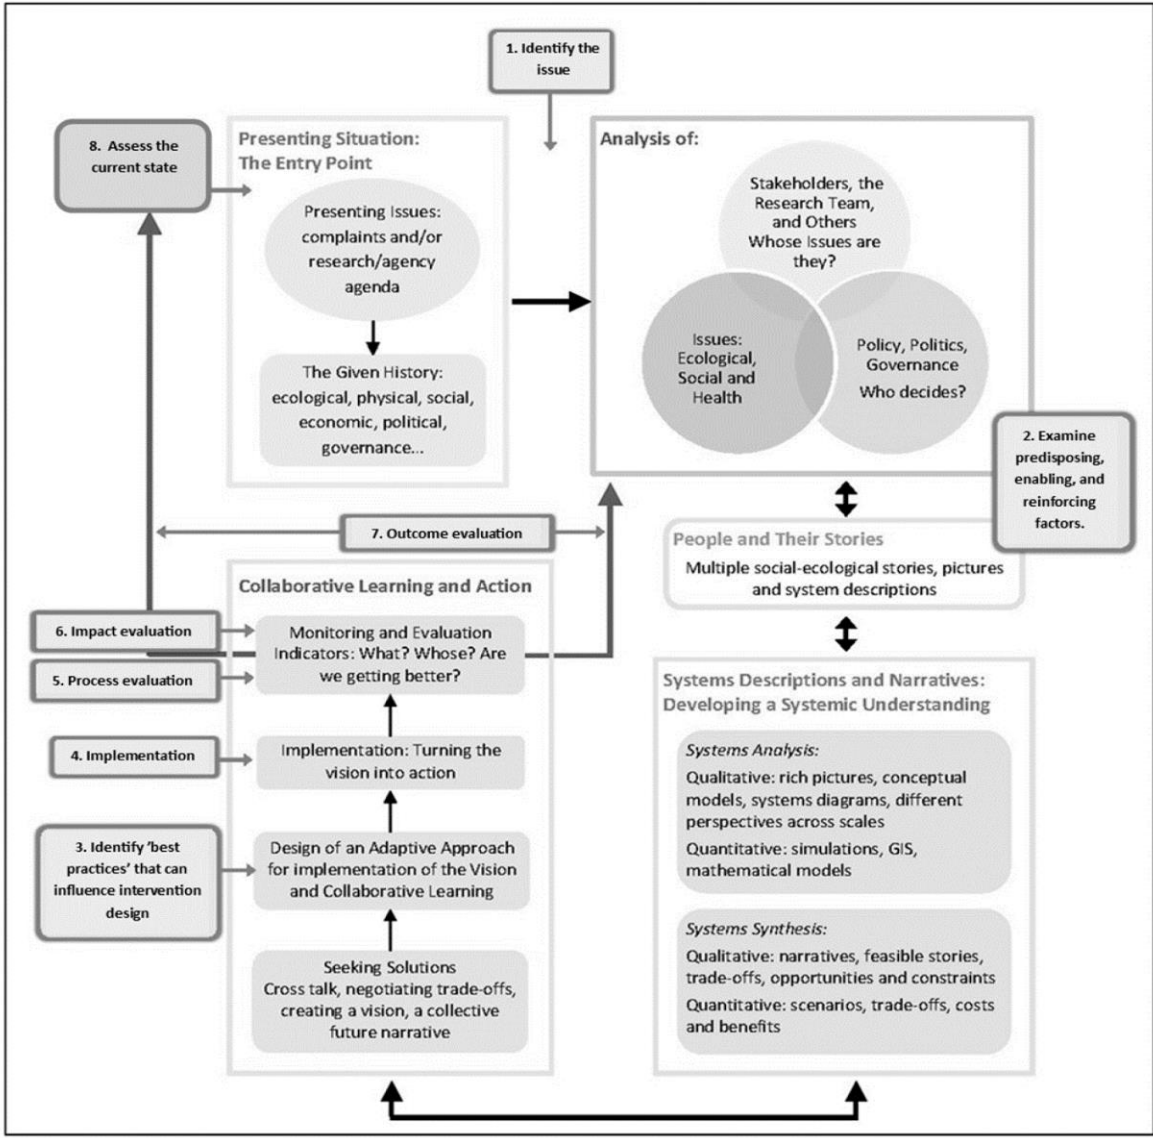 1. Identify the
issue
8. Assess the
current state
Presenting Situation:
The Entry Point
Presenting Issues:
complaints and/or
research/agency
agenda
The Given History:
ecological, physical, social,
economic, political,
governance...
Analysis of:
Stakeholders, the
Research Team,
and Others
Whose Issues are
they?
Issues:
Ecological,
Social and
Health
Policy, Politics,
Governance
Who decides?
2. Examine
predisposing,
enabling, and
reinforcing
factors.
7. Outcome evaluation
People and Their Stories
Multiple social-ecological stories, pictures
and system descriptions
Collaborative Learning and Action
6. Impact evaluation
Monitoring and Evaluation
Indicators: What? Whose? Are
we getting better?
5. Process evaluation
4. Implementation
Implementation: Turning the
vision into action
3. Identify 'best
practices' that can
influence intervention
design
Design of an Adaptive Approach
for implementation of the Vision
and Collaborative Learning
Seeking Solutions
Cross talk, negotiating trade-offs,
creating a vision, a collective
future narrative
Systems Descriptions and Narratives:
Developing a Systemic Understanding
Systems Analysis:
Qualitative: rich pictures, conceptual
models, systems diagrams, different
perspectives across scales
Quantitative: simulations, GIS,
mathematical models
Systems Synthesis:
Qualitative: narratives, feasible stories,
trade-offs, opportunities and constraints
Quantitative: scenarios, trade-offs, costs
and benefits